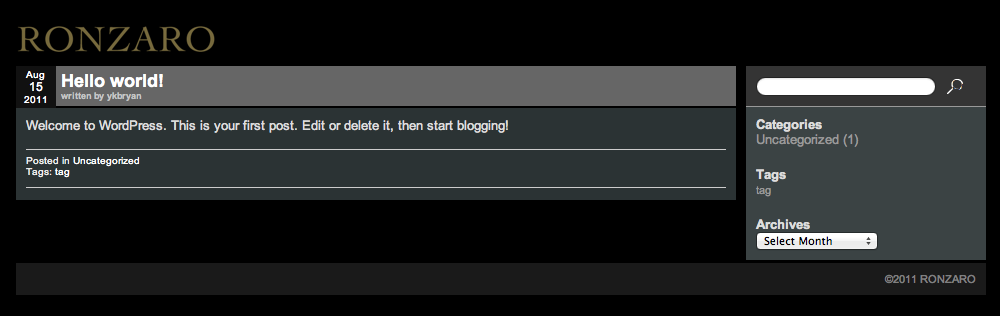 RONZARO
Aug
15
2011
Hello world!
written by ykbryan
Welcome to WordPress. This is your first post. Edit or delete it, then start blogging!
Posted in Uncategorized
Tags: tag
Categories
Uncategorized (1)
Tags
tag
Archives
Select Month
©2011 RONZARO